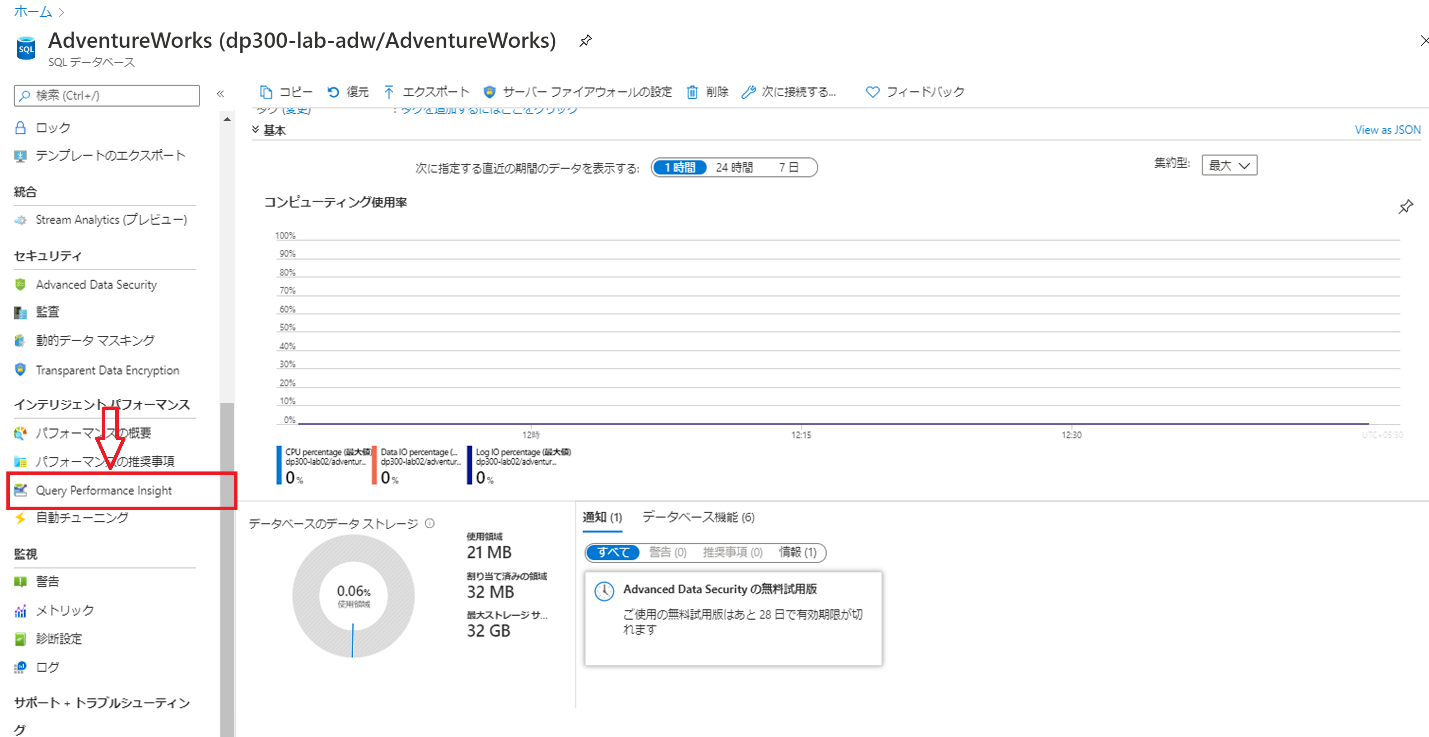 ホーム >
AdventureWorks (dp300-lab-adw/AdventureWorks)
SQL データベース
検索 (Ctrl+/)
ロック
テンプレートのエクスポート
統合
Stream Analytics (プレビュー)
セキュリティ
Advanced Data Security
監査
動的データ マスキング
Transparent Data Encryption
インテリジェント パフォーマンス
パフォーマンスの概要
パフォーマンスの推奨事項
Query Performance Insight
自動チューニング
監視
警告
メトリック
診断設定
ログ
サポート + トラブルシューティン
グ
コピー 復元 エクスポート サーバー ファイアウォールの設定 削除 次に接続する... フィードバック
タグ (変更) : タグを追加するにはここをクリック
基本
View as JSON
次に指定する直近の期間のデータを表示する: 1 時間 24 時間 7 日
集約型: 最大
コンピューティング使用率
100%
90%
80%
70%
60%
50%
40%
30%
20%
10%
0%
12時 12:15 12:30 UTC+05:30
CPU percentage (最大値)
dp300-lab02/adventur...
0%
Data IO percentage (...
dp300-lab02/adventur...
0%
Log IO percentage (最大値)
dp300-lab02/adventur...
0%
データベースのデータ ストレージ
0.06%
使用領域
使用領域
21 MB
割り当て済みの領域
32 MB
最大ストレージ サ...
32 GB
通知 (1) データベース機能 (6)
すべて 警告 (0) 推奨事項 (0) 情報 (1)
Advanced Data Security の無料試用版
ご使用の無料試用版はあと 28 日で有効期限が切
れます